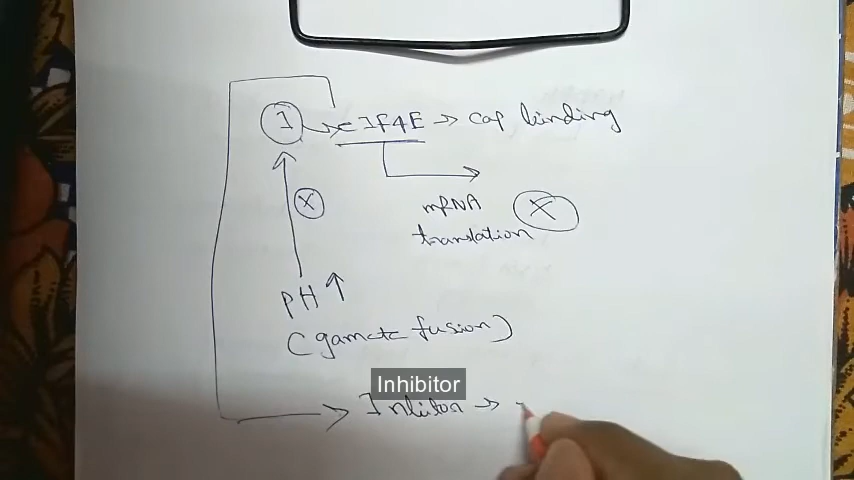 I → eIF4E → cap binding
X
mRNA X
translation
PH ↑
(gamete fusion)
Inhibitor
Inhibitor →